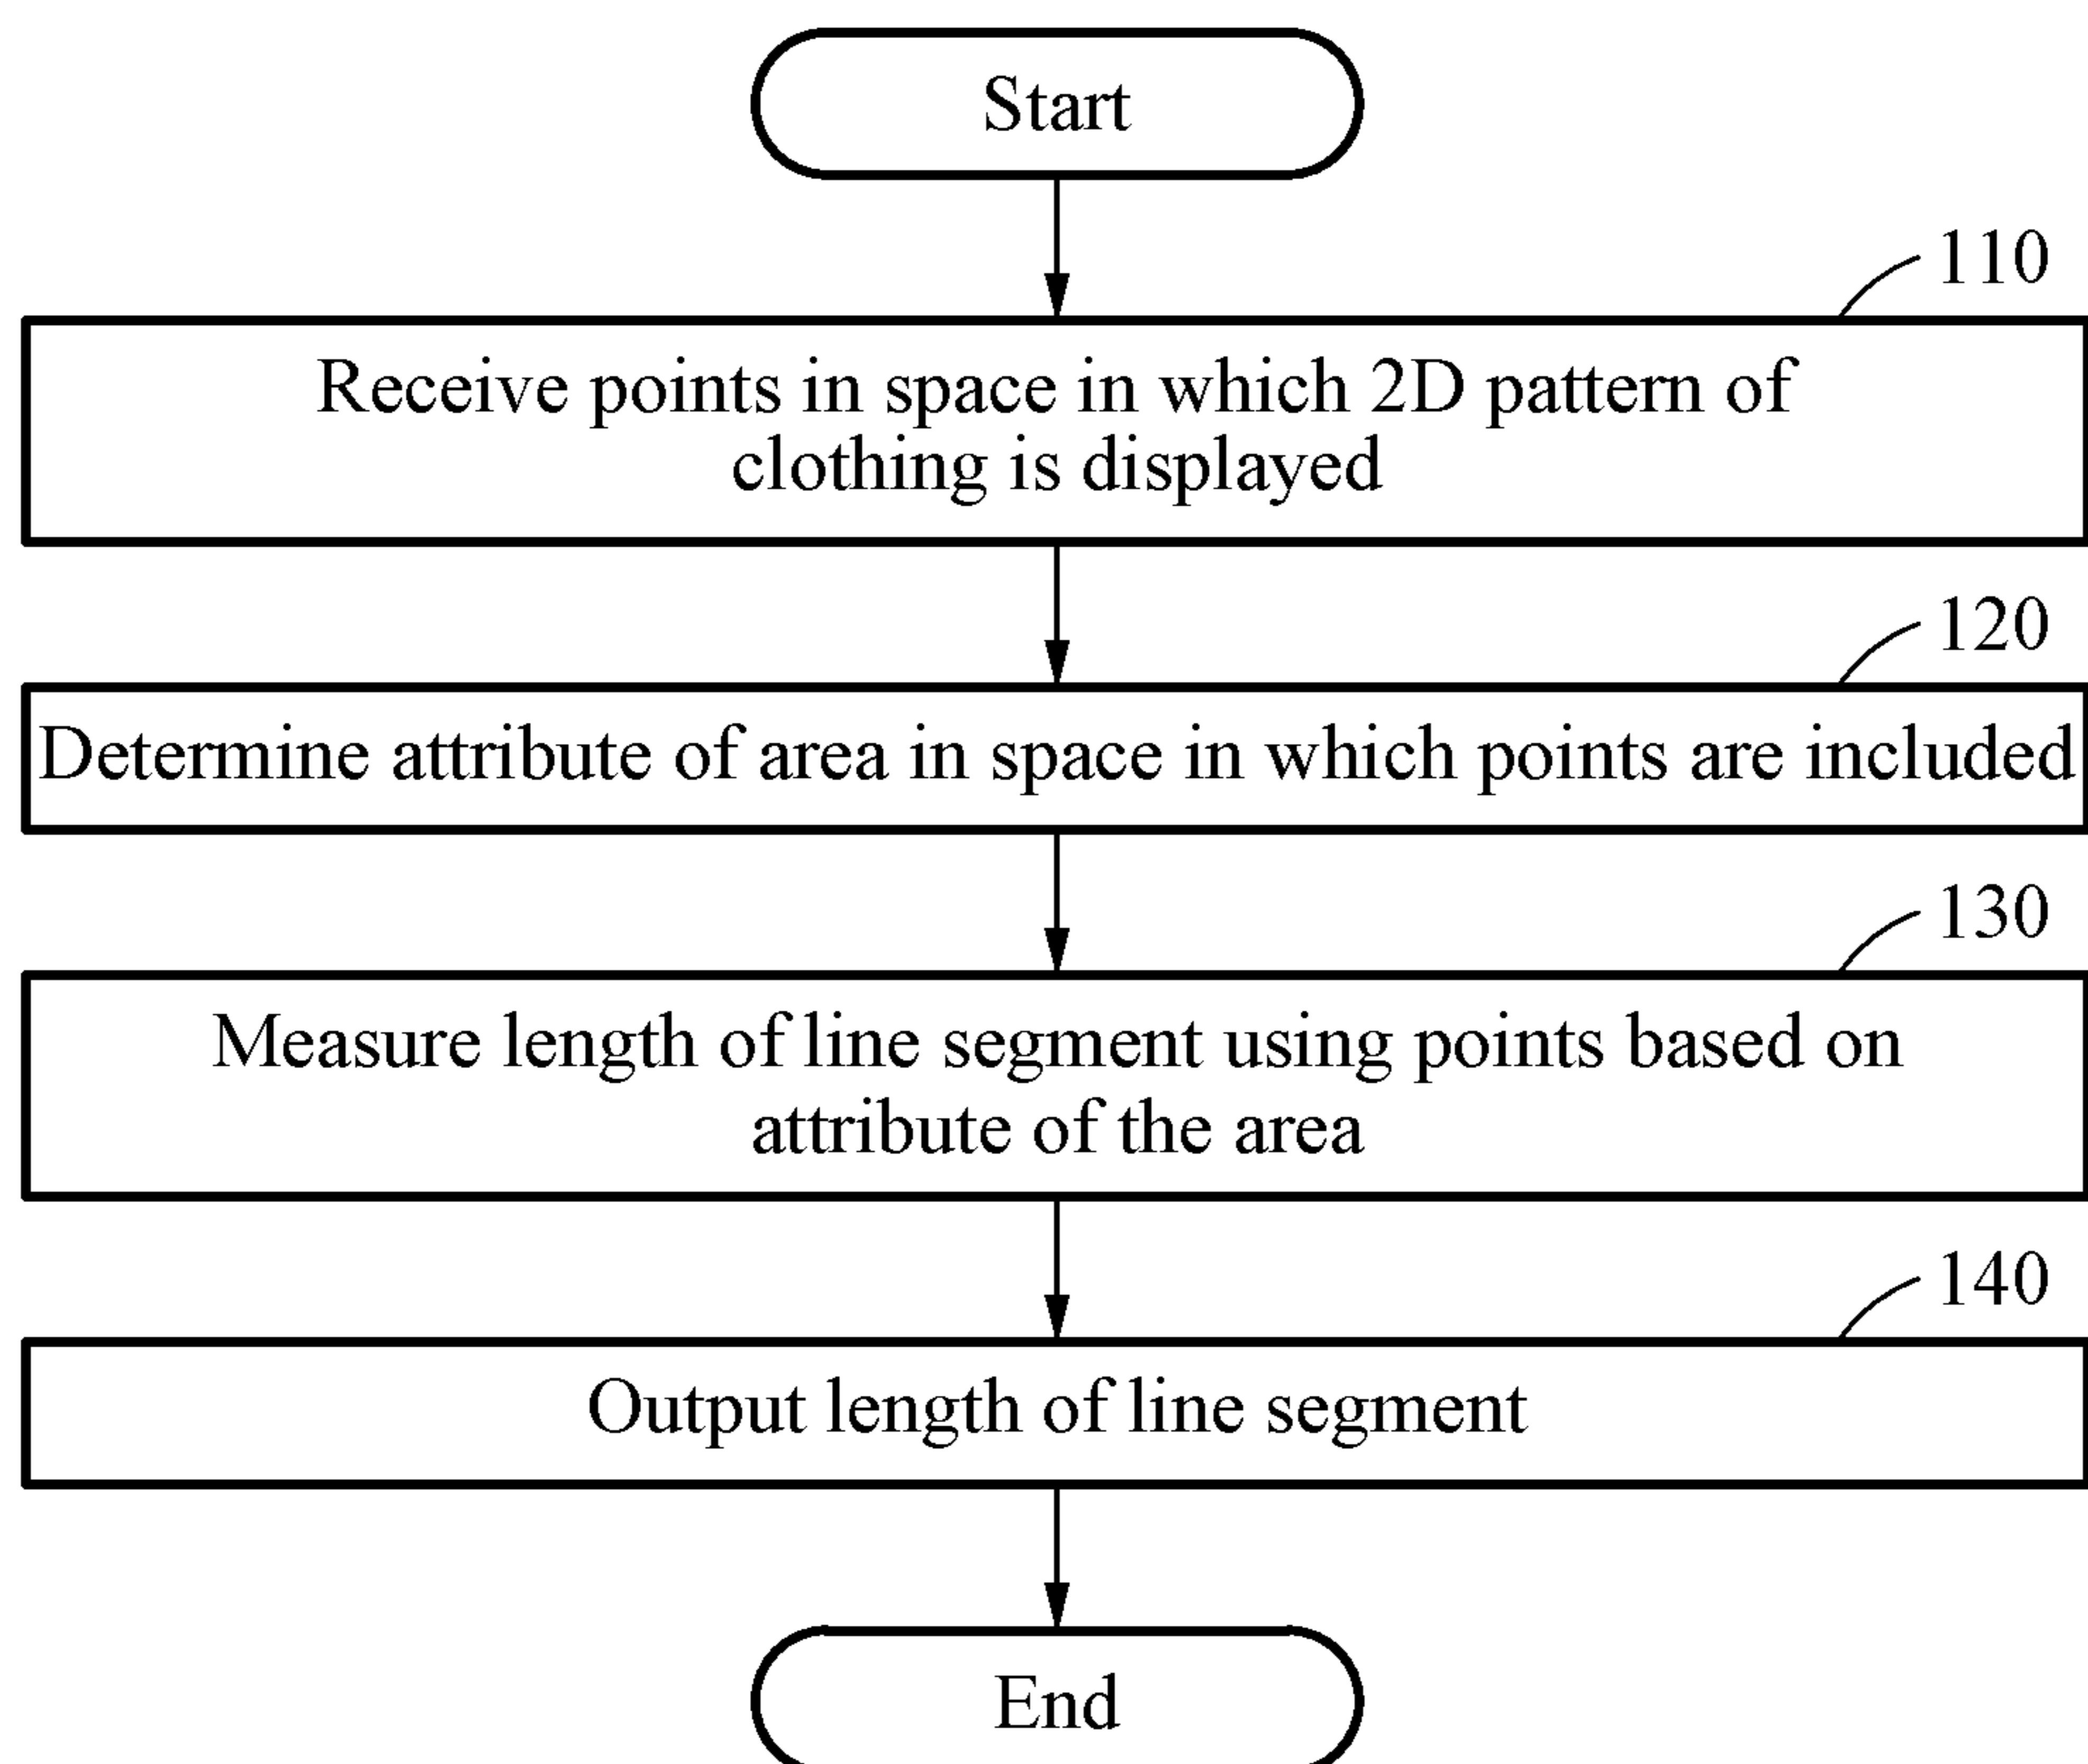 Start
110
Receive points in space in which 2D pattern of
clothing is displayed
120
Determine attribute of area in space in which points are included
130
Measure length of line segment using points based on
attribute of the area
140
Output length of line segment
End